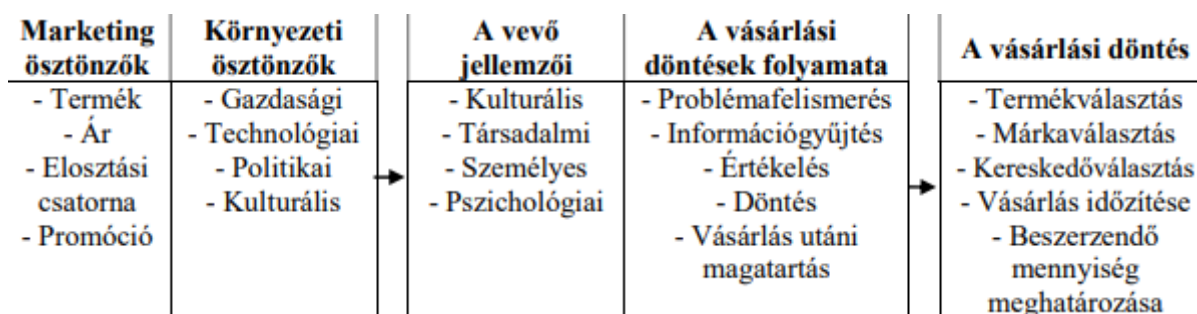 Marketing
ösztönzők
- Termék
- Ár
- Elosztási
csatorna
- Promóció
Környezeti
ösztönzők
- Gazdasági
- Technológiai
- Politikai
- Kulturális
A vevő
jellemzői
- Kulturális
- Társadalmi
- Személyes
- Pszichológiai
A vásárlási
döntések folyamata
- Problémafelismerés
- Információgyűjtés
- Értékelés
- Döntés
- Vásárlás utáni
magatartás
A vásárlási döntés
- Termékválasztás
- Márkaválasztás
- Kereskedőválasztás
- Vásárlás időzítése
- Beszerzendő
mennyiség
meghatározása